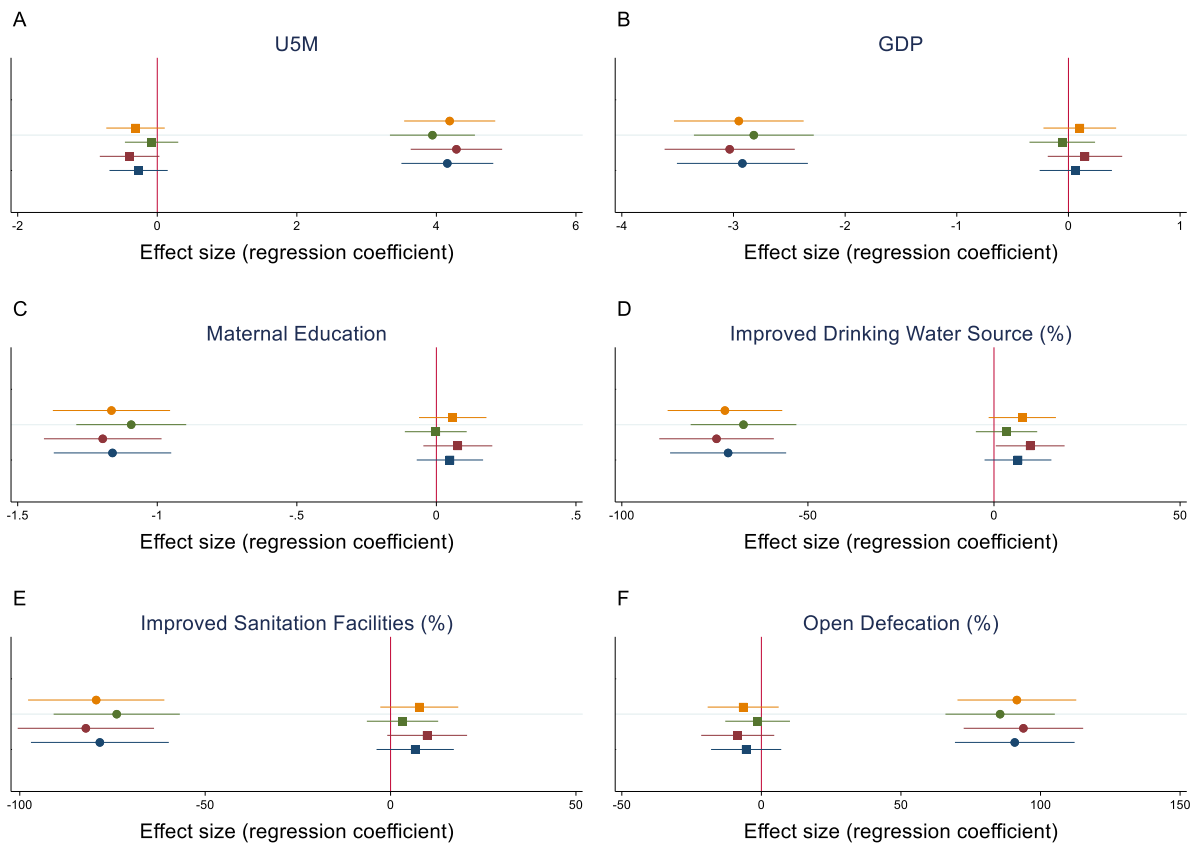 A
U5M
-2 0 2 4 6
Effect size (regression coefficient)
B
GDP
-4 -3 -2 -1 0 1
Effect size (regression coefficient)
C
Maternal Education
-1.5 -1 -.5 0 .5
Effect size (regression coefficient)
D
Improved Drinking Water Source (%)
-100 -50 0 50
Effect size (regression coefficient)
E
Improved Sanitation Facilities (%)
-100 -50 0 50
Effect size (regression coefficient)
F
Open Defecation (%)
-50 0 50 100 150
Effect size (regression coefficient)